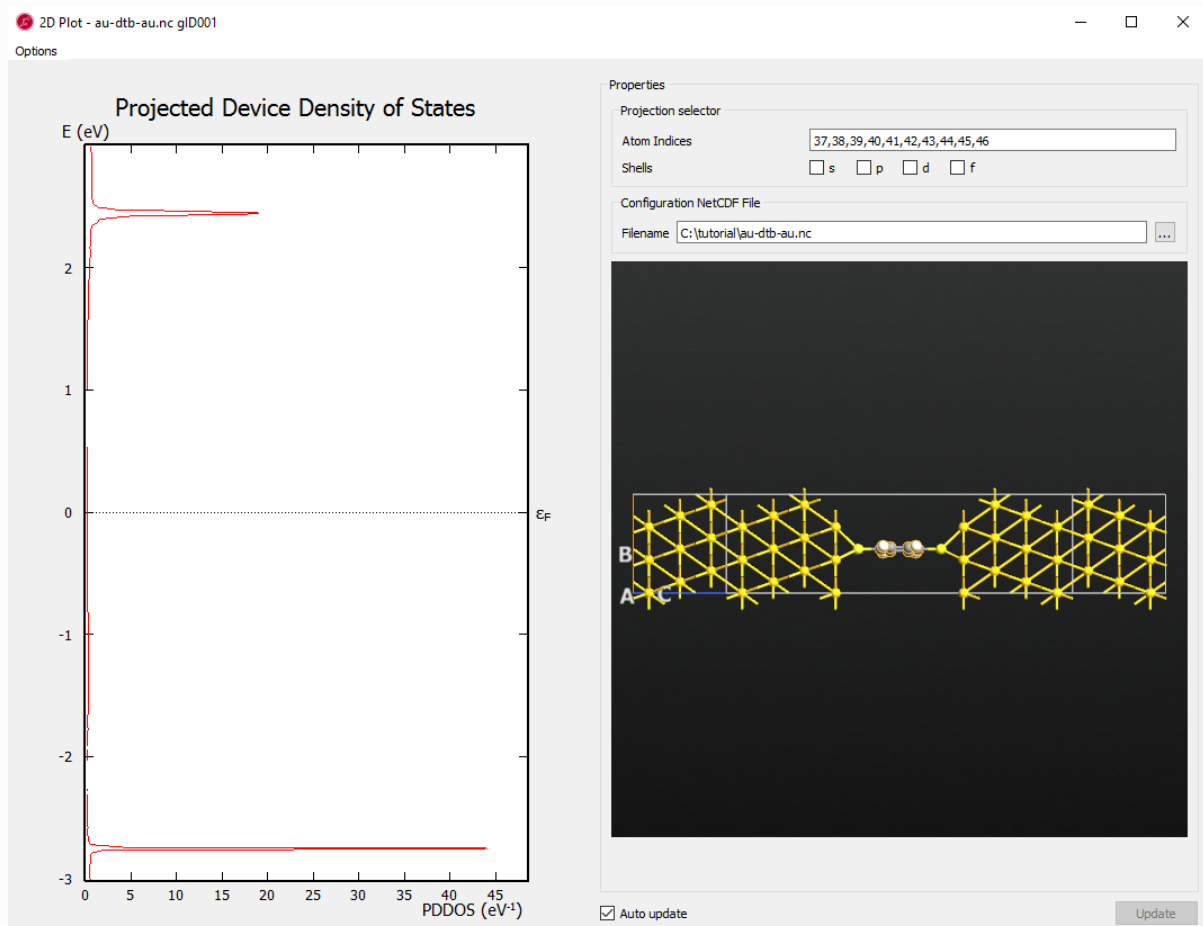 2D Plot - au-dtb-au.nc gID001
Options
Projected Device Density of States
E (eV)
2
1
0
-1
-2
-3
εF
0 5 10 15 20 25 30 35 40 45
PDDOS (eV⁻¹)
Properties
Projection selector
Atom Indices 37,38,39,40,41,42,43,44,45,46
Shells s p d f
Configuration NetCDF File
Filename C:\tutorial\au-dtb-au.nc ...
B
A C
Auto update Update